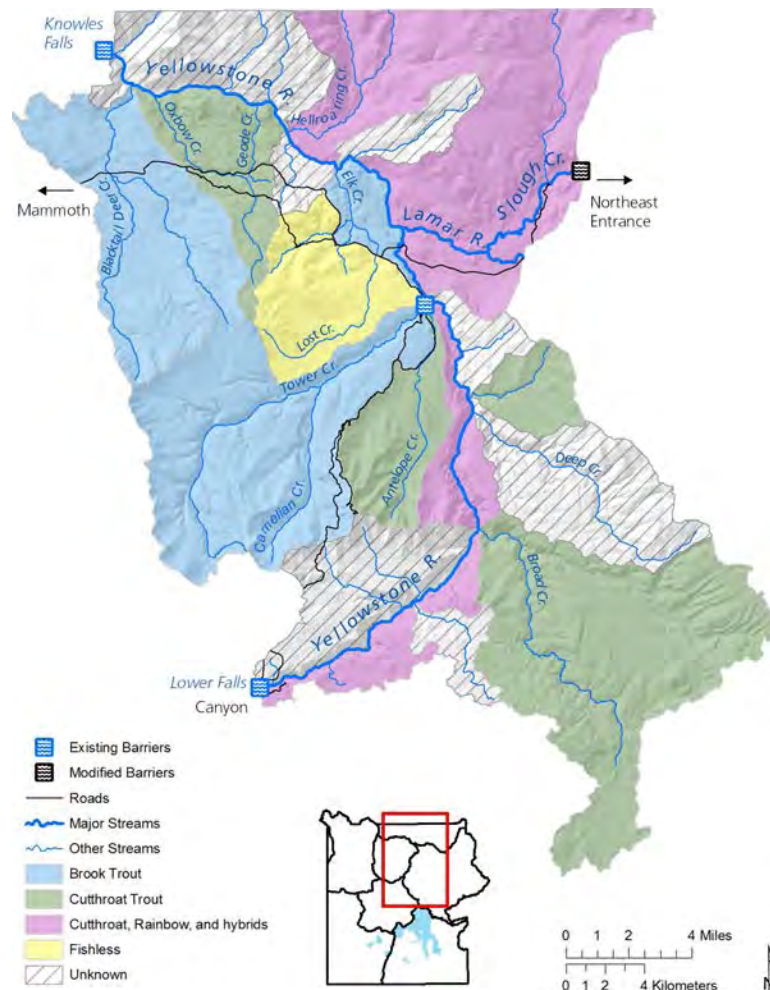 Knowles
Falls
Yellowstone R.
Hellroaring Cr.
Oxbow Cr.
Geode Cr.
Elk Cr.
Slough Cr.
Lamar R.
Blacktail Deer Cr.
Mammoth
Northeast
Entrance
Lost Cr.
Tower Cr.
Antelope Cr.
Deep Cr.
Carnelian Cr.
Broad Cr.
Yellowstone R.
Lower Falls
Canyon
Existing Barriers
Modified Barriers
Roads
Major Streams
Other Streams
Brook Trout
Cutthroat Trout
Cutthroat, Rainbow, and hybrids
Fishless
Unknown
0 1 2 4 Miles
0 1 2 4 Kilometers
N